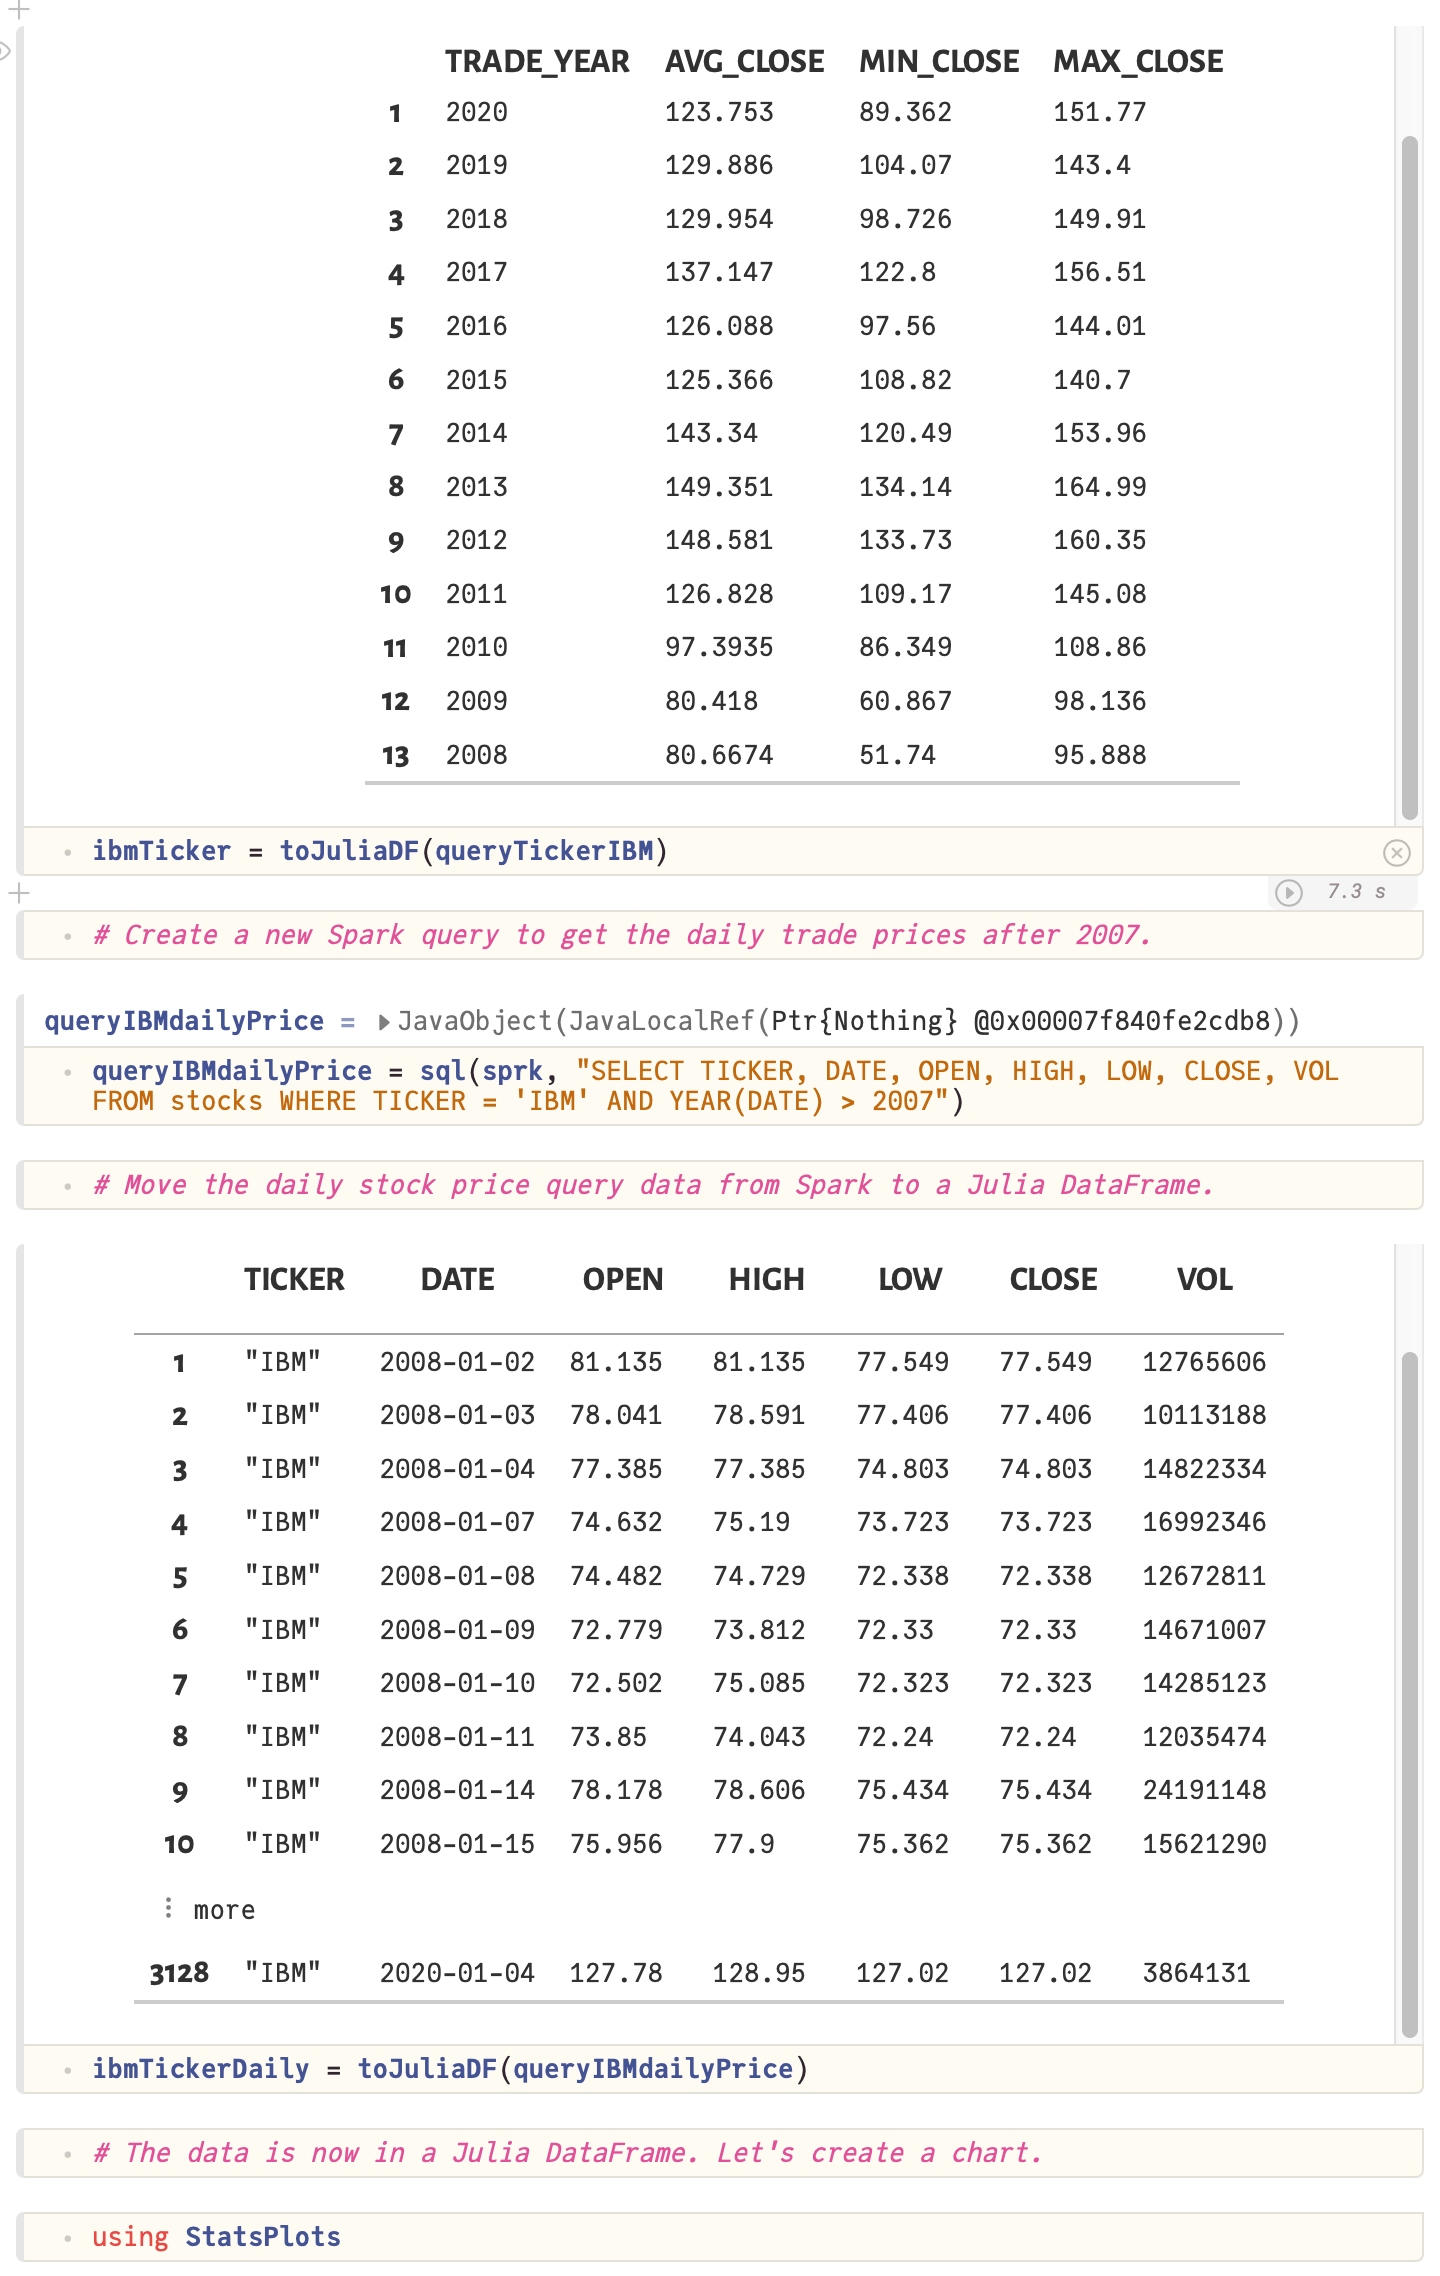 TRADE_YEAR AVG_CLOSE MIN_CLOSE MAX_CLOSE
1 2020 123.753 89.362 151.77
2 2019 129.886 104.07 143.4
3 2018 129.954 98.726 149.91
4 2017 137.147 122.8 156.51
5 2016 126.088 97.56 144.01
6 2015 125.366 108.82 140.7
7 2014 143.34 120.49 153.96
8 2013 149.351 134.14 164.99
9 2012 148.581 133.73 160.35
10 2011 126.828 109.17 145.08
11 2010 97.3935 86.349 108.86
12 2009 80.418 60.867 98.136
13 2008 80.6674 51.74 95.888
ibmTicker = toJuliaDF(queryTickerIBM)
7.3 s
# Create a new Spark query to get the daily trade prices after 2007.
queryIBMdailyPrice = JavaObject(JavaLocalRef(Ptr{Nothing} @0x00007f840fe2cdb8))
queryIBMdailyPrice = sql(sprk, "SELECT TICKER, DATE, OPEN, HIGH, LOW, CLOSE, VOL
FROM stocks WHERE TICKER = 'IBM' AND YEAR(DATE) > 2007")
# Move the daily stock price query data from Spark to a Julia DataFrame.
TICKER DATE OPEN HIGH LOW CLOSE VOL
1 "IBM" 2008-01-02 81.135 81.135 77.549 77.549 12765606
2 "IBM" 2008-01-03 78.041 78.591 77.406 77.406 10113188
3 "IBM" 2008-01-04 77.385 77.385 74.803 74.803 14822334
4 "IBM" 2008-01-07 74.632 75.19 73.723 73.723 16992346
5 "IBM" 2008-01-08 74.482 74.729 72.338 72.338 12672811
6 "IBM" 2008-01-09 72.779 73.812 72.33 72.33 14671007
7 "IBM" 2008-01-10 72.502 75.085 72.323 72.323 14285123
8 "IBM" 2008-01-11 73.85 74.043 72.24 72.24 12035474
9 "IBM" 2008-01-14 78.178 78.606 75.434 75.434 24191148
10 "IBM" 2008-01-15 75.956 77.9 75.362 75.362 15621290
⋮ more
3128 "IBM" 2020-01-04 127.78 128.95 127.02 127.02 3864131
ibmTickerDaily = toJuliaDF(queryIBMdailyPrice)
# The data is now in a Julia DataFrame. Let's create a chart.
using StatsPlots